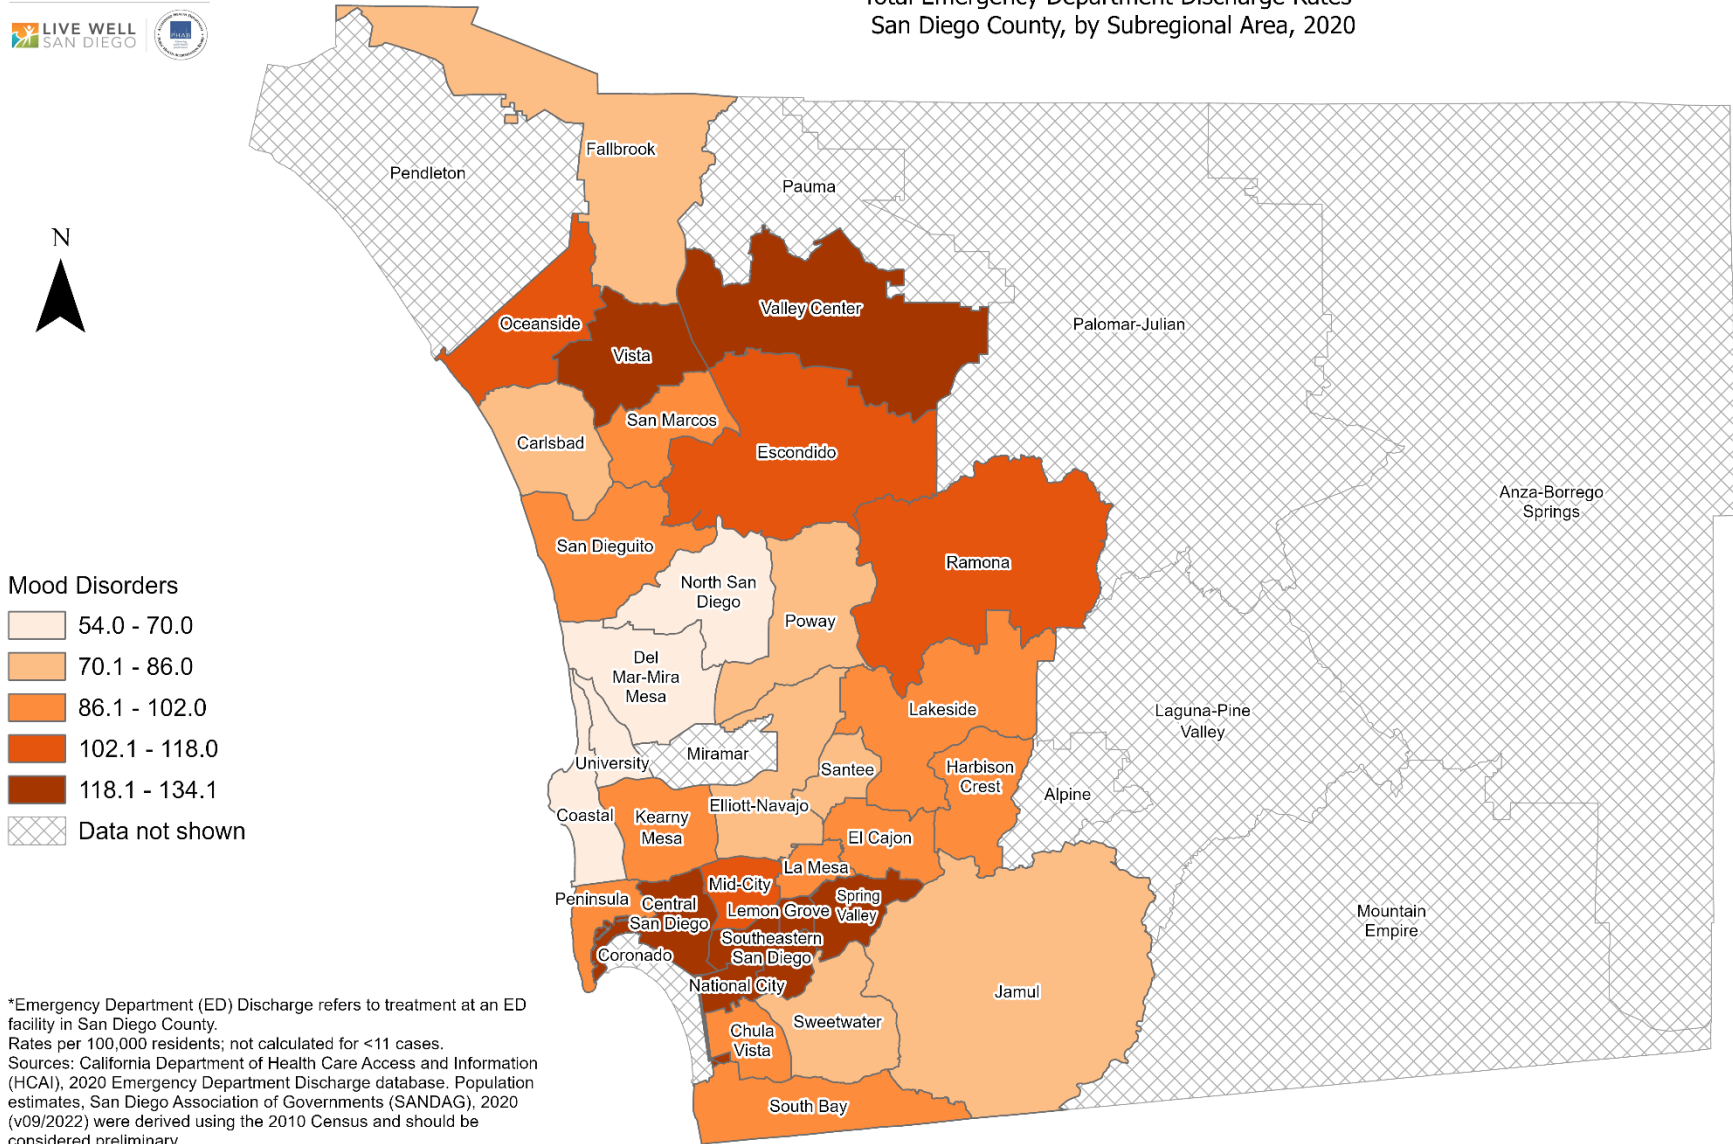 LIVE WELL
SAN DIEGO
PHAB
Total Emergency Department Discharge Rates
San Diego County, by Subregional Area, 2020
N
Fallbrook
Pendleton
Pauma
Valley Center
Oceanside
Palomar-Julian
Vista
San Marcos
Carlsbad
Escondido
Anza-Borrego
Springs
San Dieguito
Ramona
North San
Diego
Poway
Del
Mar-Mira
Mesa
Lakeside
Laguna-Pine
Valley
Miramar
University
Santee
Harbison
Crest
Alpine
Elliott-Navajo
Coastal
Kearny
Mesa
El Cajon
La Mesa
Mid-City
Peninsula
Central
San Diego
Spring
Valley
Lemon Grove
Mountain
Empire
Southeastern
San Diego
Coronado
National City
Jamul
Sweetwater
Chula
Vista
South Bay
Mood Disorders
54.0 - 70.0
70.1 - 86.0
86.1 - 102.0
102.1 - 118.0
118.1 - 134.1
Data not shown
*Emergency Department (ED) Discharge refers to treatment at an ED
facility in San Diego County.
Rates per 100,000 residents; not calculated for <11 cases.
Sources: California Department of Health Care Access and Information
(HCAI), 2020 Emergency Department Discharge database. Population
estimates, San Diego Association of Governments (SANDAG), 2020
(v09/2022) were derived using the 2010 Census and should be
considered preliminary.